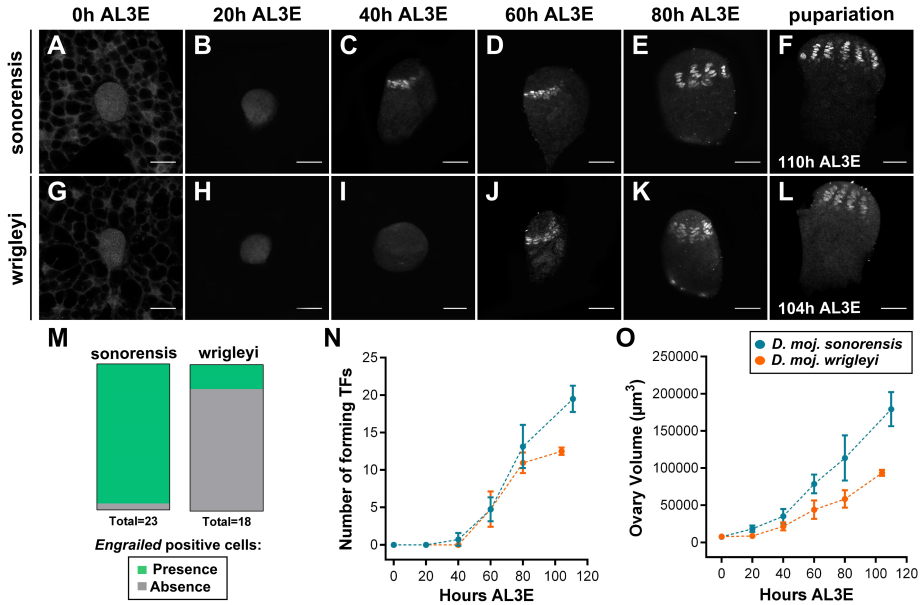 0h AL3E 20h AL3E 40h AL3E 60h AL3E 80h AL3E pupariation
sonorensis
A B C D E F
110h AL3E
wrigleyi
G H I J K L
104h AL3E
M
sonorensis wrigleyi
Total=23 Total=18
Engrailed positive cells:
Presence
Absence
N
Number of forming TFs
25
20
15
10
5
0
0 20 40 60 80 100 120
Hours AL3E
O
D. moj. sonorensis
D. moj. wrigleyi
Ovary Volume (µm³)
250000
200000
150000
100000
50000
0
0 20 40 60 80 100 120
Hours AL3E